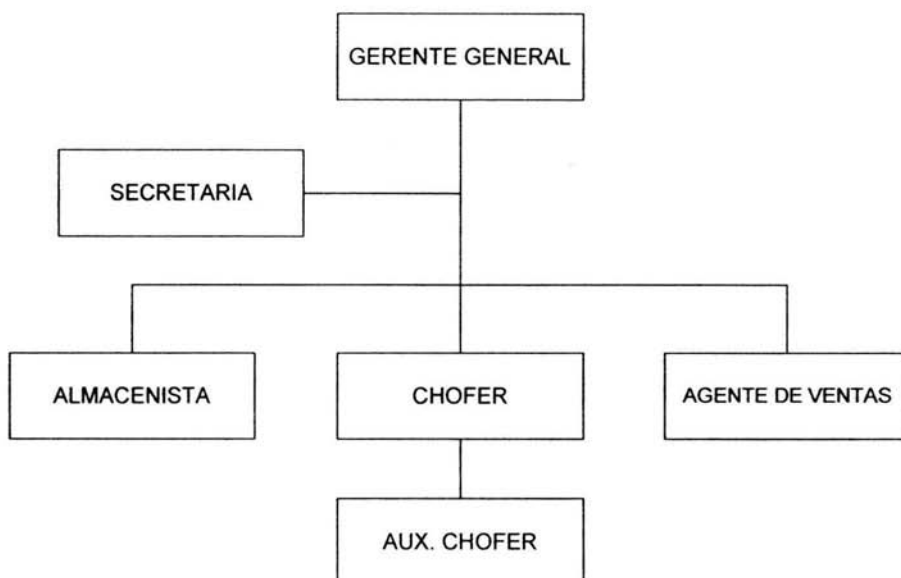 GERENTE GENERAL
SECRETARIA
ALMACENISTA
CHOFER
AGENTE DE VENTAS
AUX. CHOFER